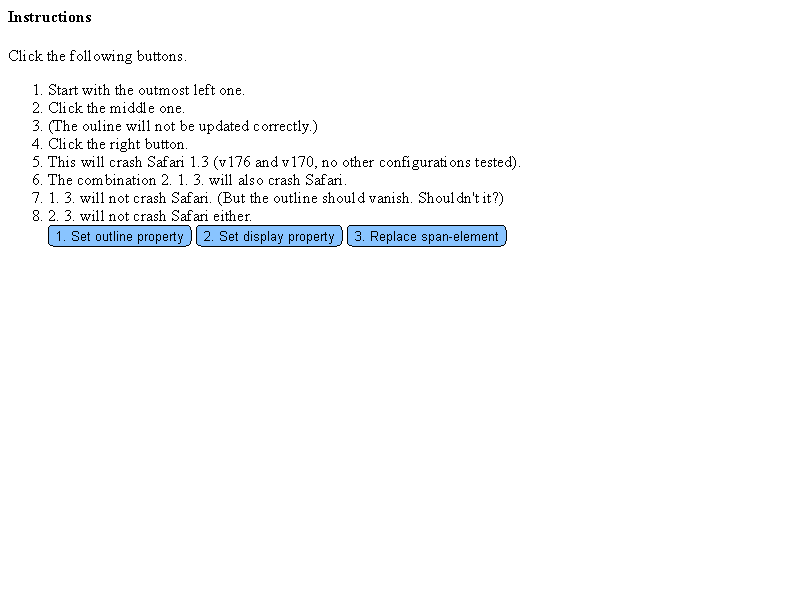 Instructions
Click the following buttons.
1. Start with the outmost left one.
2. Click the middle one.
3. (The ouline will not be updated correctly.)
4. Click the right button.
5. This will crash Safari 1.3 (v176 and v170, no other configurations tested).
6. The combination 2. 1. 3. will also crash Safari.
7. 1. 3. will not crash Safari. (But the outline should vanish. Shouldn't it?)
8. 2. 3. will not crash Safari either.
1. Set outline property 2. Set display property 3. Replace span-element